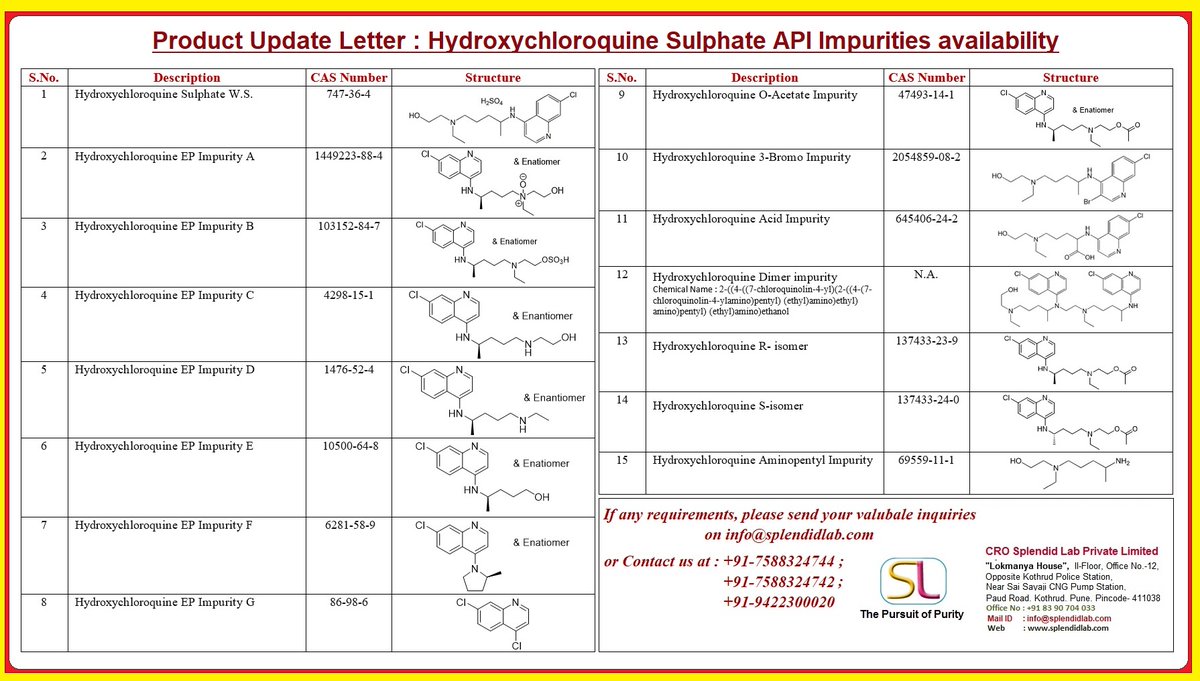 Product Update Letter : Hydroxychloroquine Sulphate API Impurities availability
S.No. Description CAS Number Structure
1 Hydroxychloroquine Sulphate W.S. 747-36-4
H₂SO₄ H N Cl HO N N
2 Hydroxychloroquine EP Impurity A 1449223-88-4
Cl N & Enatiomer HN O ⊖ N ⊕ OH
3 Hydroxychloroquine EP Impurity B 103152-84-7
Cl N & Enatiomer HN N OSO₃H
4 Hydroxychloroquine EP Impurity C 4298-15-1
Cl N & Enantiomer HN N H OH
5 Hydroxychloroquine EP Impurity D 1476-52-4
Cl N & Enantiomer HN N H
6 Hydroxychloroquine EP Impurity E 10500-64-8
Cl N & Enatiomer HN OH
7 Hydroxychloroquine EP Impurity F 6281-58-9
Cl N & Enatiomer N
8 Hydroxychloroquine EP Impurity G 86-98-6
Cl N Cl
S.No. Description CAS Number Structure
9 Hydroxychloroquine O-Acetate Impurity 47493-14-1
Cl N & Enatiomer HN N O O
10 Hydroxychloroquine 3-Bromo Impurity 2054859-08-2
Cl HO N H N Br N
11 Hydroxychloroquine Acid Impurity 645406-24-2
Cl HO N H N O OH N
12 Hydroxychloroquine Dimer impurity N.A.
Chemical Name : 2-((4-((7-chloroquinolin-4-yl)(2-((4-(7-
chloroquinolin-4-ylamino)pentyl) (ethyl)amino)ethyl)
amino)pentyl) (ethyl)amino)ethanol
Cl N Cl N OH N N N NH
13 Hydroxychloroquine R- isomer 137433-23-9
Cl N HN N O O
14 Hydroxychloroquine S-isomer 137433-24-0
Cl N HN N O O
15 Hydroxychloroquine Aminopentyl Impurity 69559-11-1
HO N NH₂
If any requirements, please send your valubale inquiries
on info@splendidlab.com
or Contact us at : +91-7588324744 ;
+91-7588324742 ;
+91-9422300020
SL
The Pursuit of Purity
CRO Splendid Lab Private Limited
"Lokmanya House", II-Floor, Office No.-12,
Opposite Kothrud Police Station,
Near Sai Sayaji CNG Pump Station,
Paud Road. Kothrud. Pune. Pincode- 411038
Office No : +91 83 90 704 033
Mail ID : info@splendidlab.com
Web : www.splendidlab.com